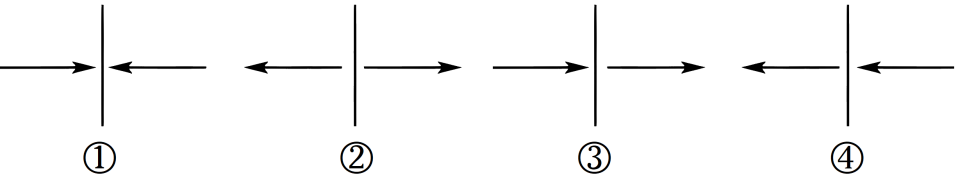 ① ② ③ ④